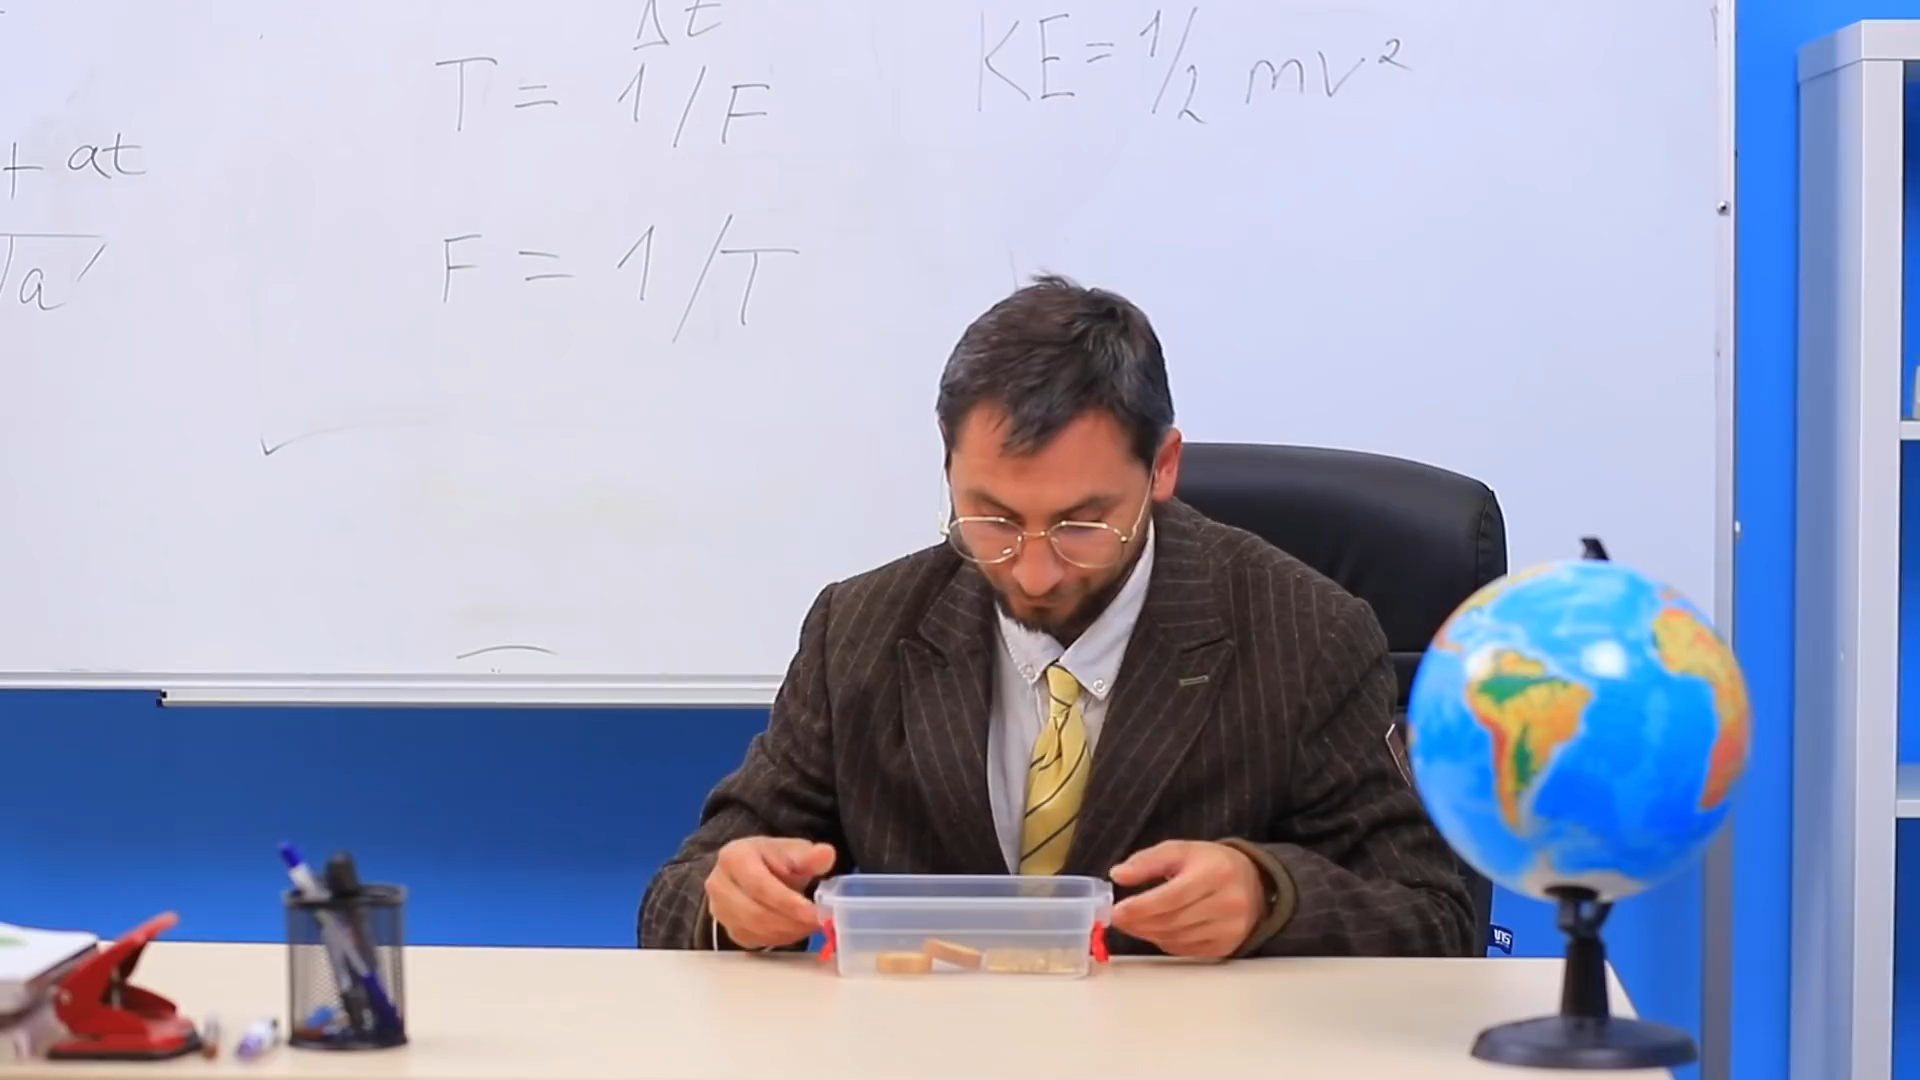 + at
a
Δt
T = 1/F
F = 1/T
KE = 1/2 mv²